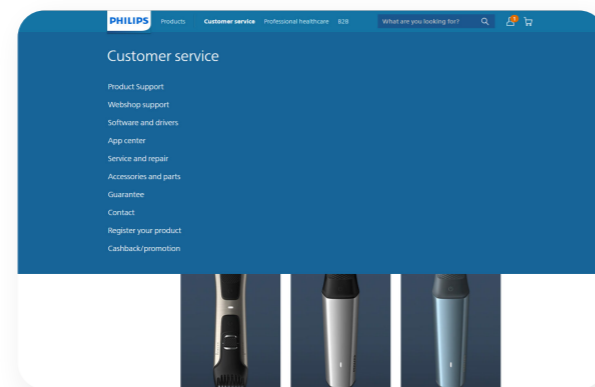 PHILIPS Products Customer service Professional healthcare B2B What are you looking for?
Customer service
Product Support
Webshop support
Software and drivers
App center
Service and repair
Accessories and parts
Guarantee
Contact
Register your product
Cashback/promotion